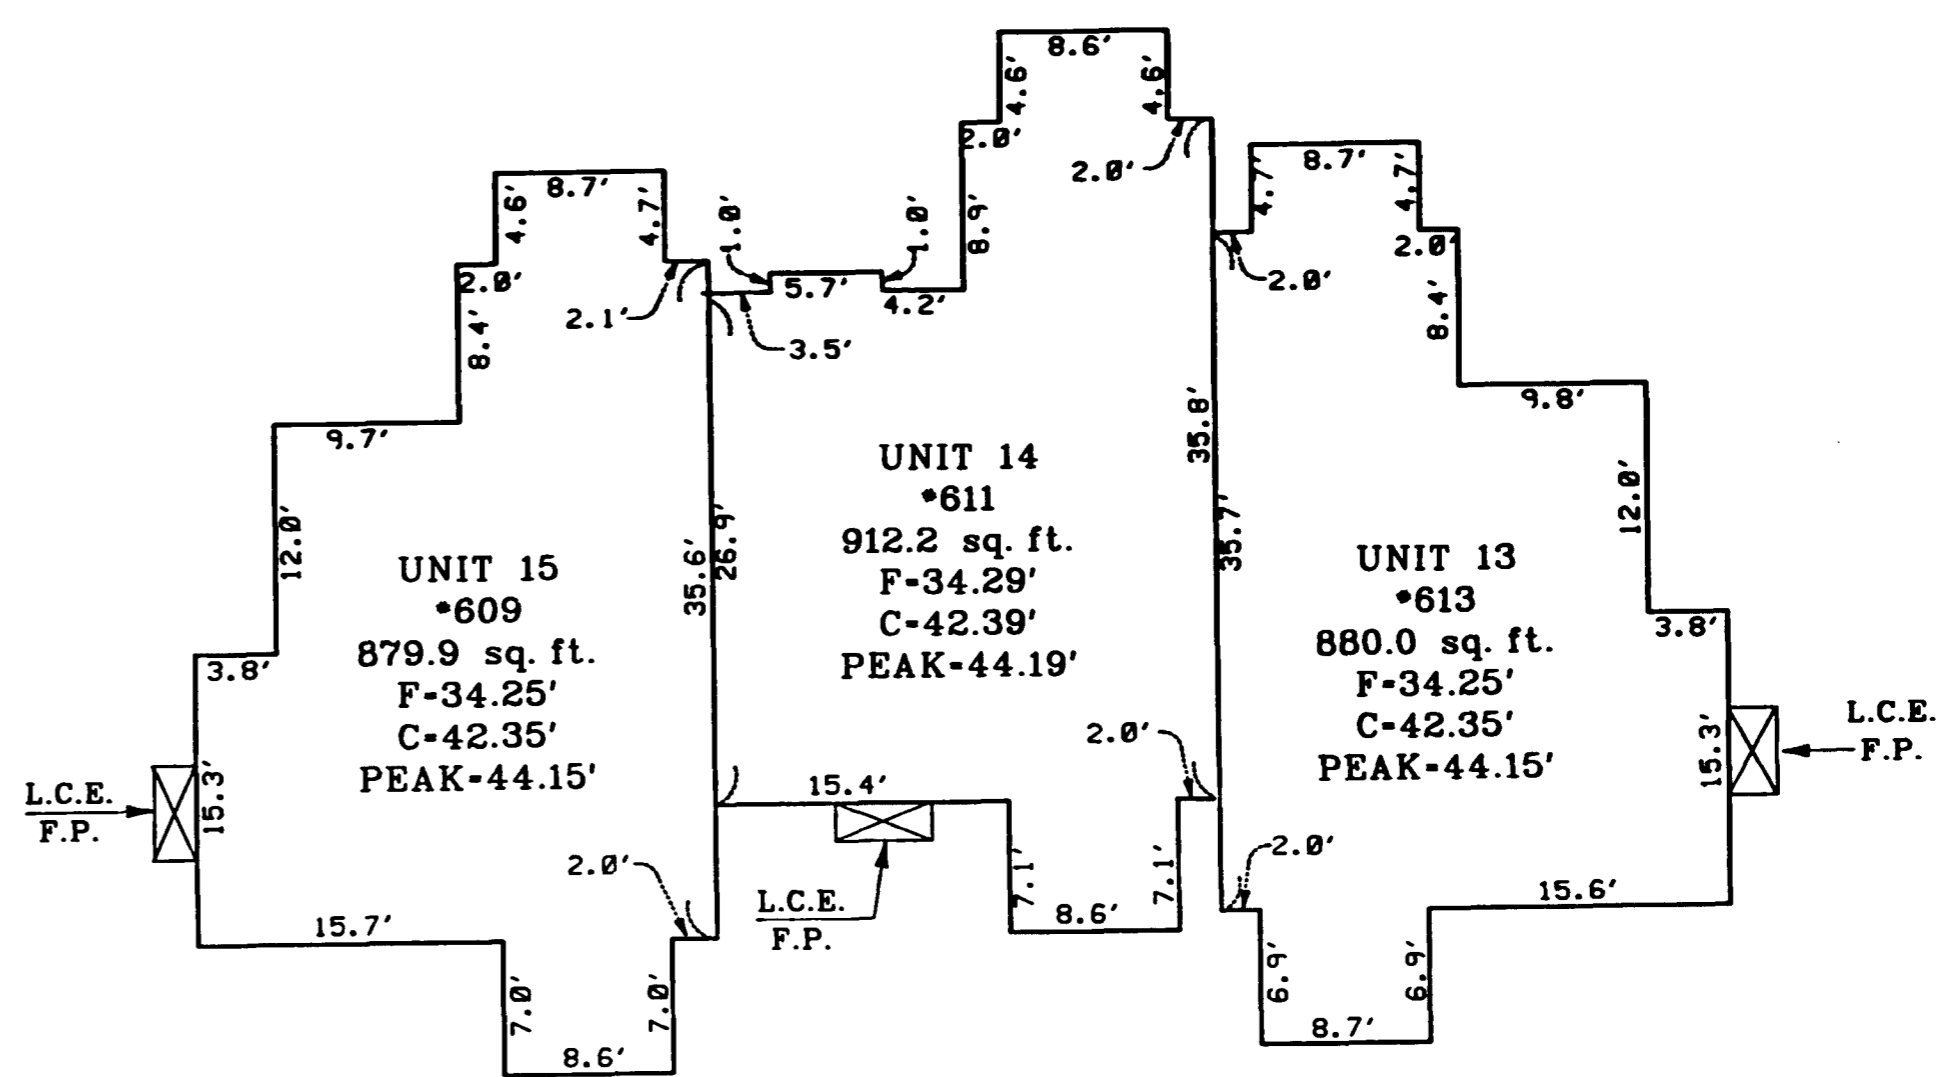 8.6′
4.6′
4.6′
2.0′
2.0′
8.7′
4.7′
4.7′
8.7′
4.6′
4.7′
1.0′
1.0′
8.9′
2.0′
2.0′
2.0′
2.1′
5.7′
4.2′
3.5′
8.4′
8.4′
9.7′
9.8′
35.8′
35.7′
12.0′
12.0′
35.6′
26.9′
UNIT 14
*611
912.2 sq. ft.
F=34.29′
C=42.39′
PEAK=44.19′
UNIT 15
*609
879.9 sq. ft.
F=34.25′
C=42.35′
PEAK=44.15′
UNIT 13
*613
880.0 sq. ft.
F=34.25′
C=42.35′
PEAK=44.15′
3.8′
3.8′
L.C.E.
F.P.
15.3′
15.3′
L.C.E.
F.P.
2.0′
15.4′
2.0′
2.0′
7.1′
7.1′
8.6′
L.C.E.
F.P.
15.7′
15.6′
7.0′
7.0′
8.6′
6.9′
6.9′
8.7′